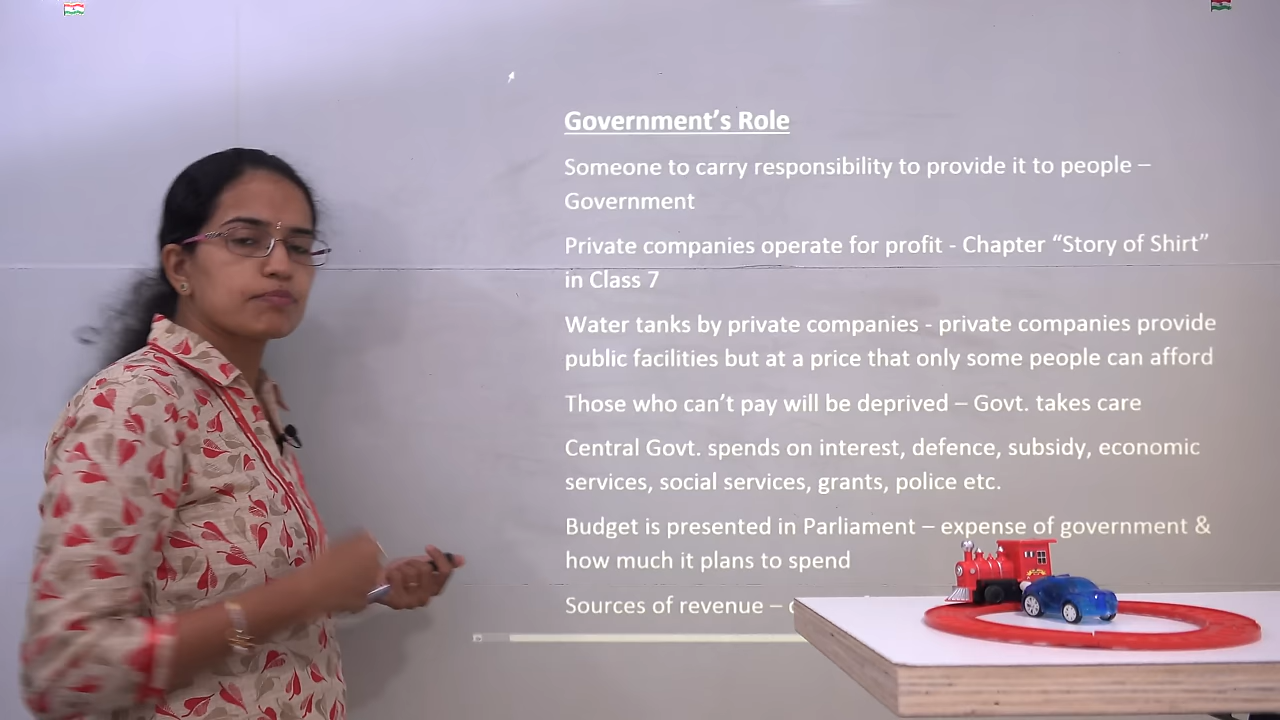 Government’s Role
Someone to carry responsibility to provide it to people –
Government
Private companies operate for profit - Chapter “Story of Shirt”
in Class 7
Water tanks by private companies - private companies provide
public facilities but at a price that only some people can afford
Those who can’t pay will be deprived – Govt. takes care
Central Govt. spends on interest, defence, subsidy, economic
services, social services, grants, police etc.
Budget is presented in Parliament – expense of government &
how much it plans to spend
Sources of revenue –